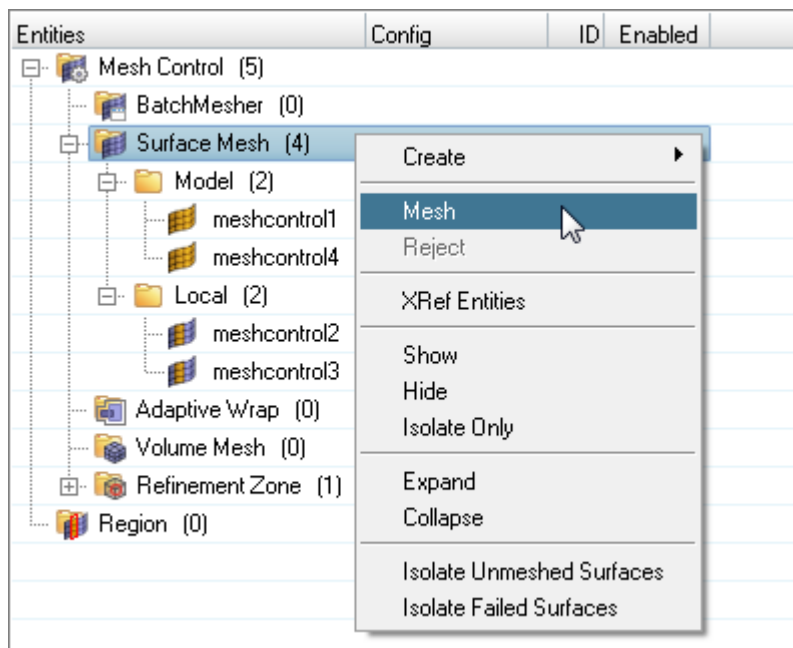 Entities Config ID Enabled
Mesh Control (5)
BatchMesher (0)
Surface Mesh (4)
Model (2)
meshcontrol1
meshcontrol4
Local (2)
meshcontrol2
meshcontrol3
Adaptive Wrap (0)
Volume Mesh (0)
Refinement Zone (1)
Region (0)
Create
Mesh
Reject
XRef Entities
Show
Hide
Isolate Only
Expand
Collapse
Isolate Unmeshed Surfaces
Isolate Failed Surfaces